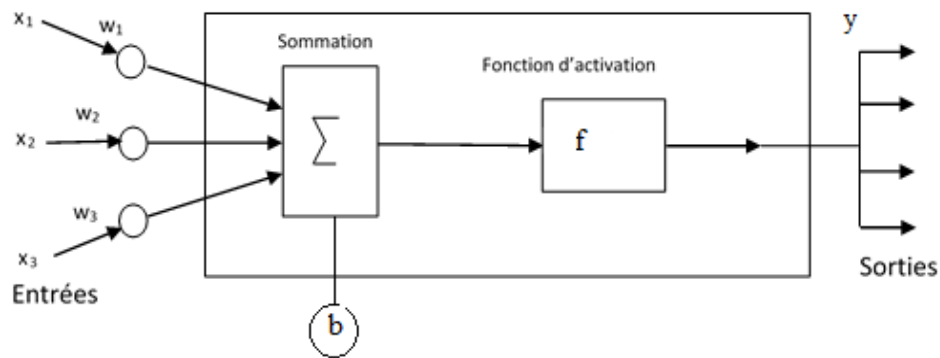 x₁
w₁
Sommation
y
Fonction d'activation
w₂
x₂
∑
f
w₃
x₃
Entrées
Sorties
b